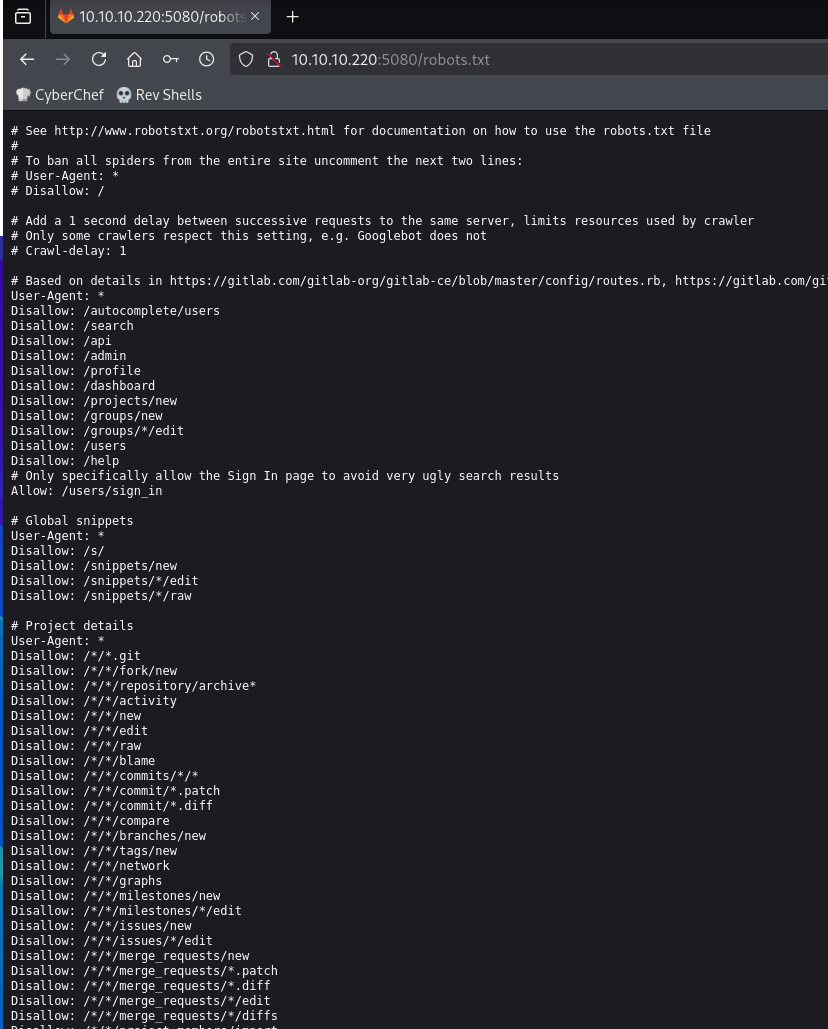 10.10.10.220:5080/robots
10.10.10.220:5080/robots.txt
CyberChef Rev Shells
# See http://www.robotstxt.org/robotstxt.html for documentation on how to use the robots.txt file
#
# To ban all spiders from the entire site uncomment the next two lines:
# User-Agent: *
# Disallow: /
# Add a 1 second delay between successive requests to the same server, limits resources used by crawler
# Only some crawlers respect this setting, e.g. Googlebot does not
# Crawl-delay: 1
# Based on details in https://gitlab.com/gitlab-org/gitlab-ce/blob/master/config/routes.rb, https://gitlab.com/git
User-Agent: *
Disallow: /autocomplete/users
Disallow: /search
Disallow: /api
Disallow: /admin
Disallow: /profile
Disallow: /dashboard
Disallow: /projects/new
Disallow: /groups/new
Disallow: /groups/*/edit
Disallow: /users
Disallow: /help
# Only specifically allow the Sign In page to avoid very ugly search results
Allow: /users/sign_in
# Global snippets
User-Agent: *
Disallow: /s/
Disallow: /snippets/new
Disallow: /snippets/*/edit
Disallow: /snippets/*/raw
# Project details
User-Agent: *
Disallow: /*/*.git
Disallow: /*/*/fork/new
Disallow: /*/*/repository/archive*
Disallow: /*/*/activity
Disallow: /*/*/new
Disallow: /*/*/edit
Disallow: /*/*/raw
Disallow: /*/*/blame
Disallow: /*/*/commits/*/*
Disallow: /*/*/commit/*.patch
Disallow: /*/*/commit/*.diff
Disallow: /*/*/compare
Disallow: /*/*/branches/new
Disallow: /*/*/tags/new
Disallow: /*/*/network
Disallow: /*/*/graphs
Disallow: /*/*/milestones/new
Disallow: /*/*/milestones/*/edit
Disallow: /*/*/issues/new
Disallow: /*/*/issues/*/edit
Disallow: /*/*/merge_requests/new
Disallow: /*/*/merge_requests/*.patch
Disallow: /*/*/merge_requests/*.diff
Disallow: /*/*/merge_requests/*/edit
Disallow: /*/*/merge_requests/*/diffs